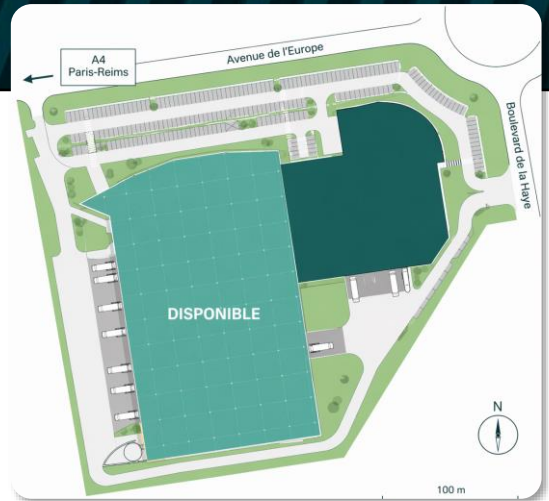 Avenue de l'Europe
A4
Paris-Reims
Boulevard de la Haye
DISPONIBLE
N
100 m